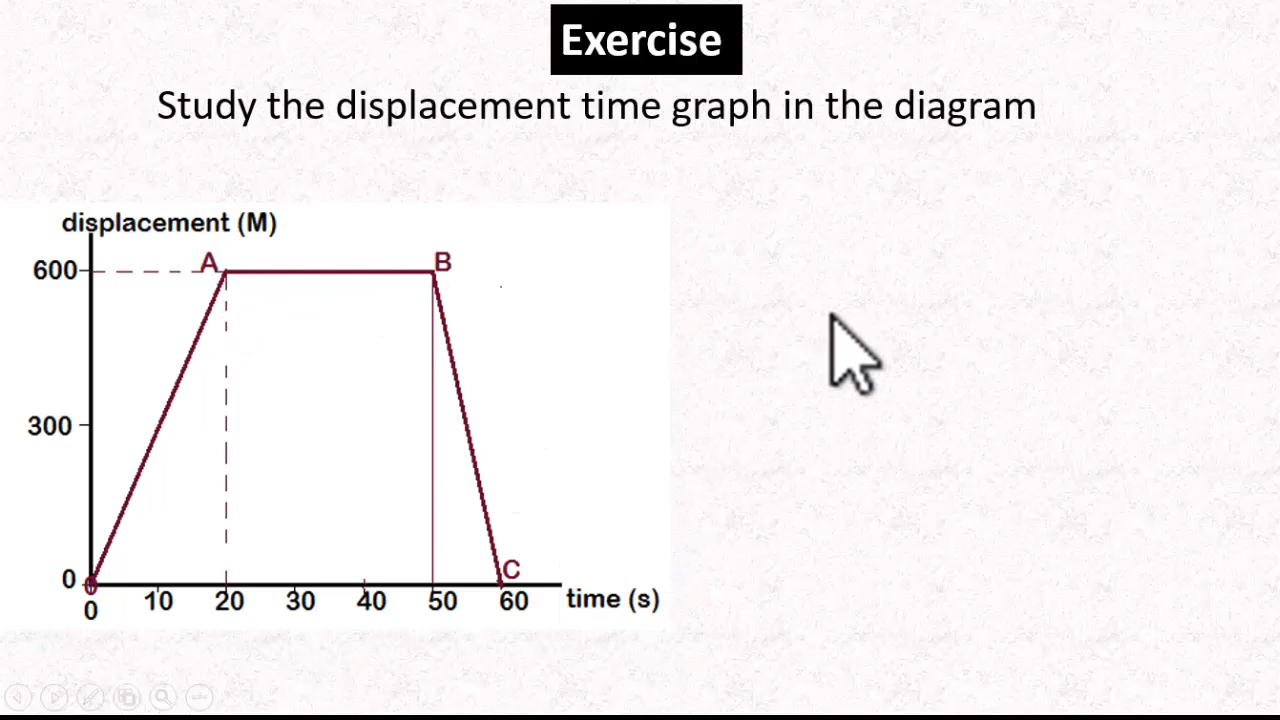 Exercise
Study the displacement time graph in the diagram
displacement (M)
600
A
B
300
0
0
C
0
10
20
30
40
50
60
time (s)